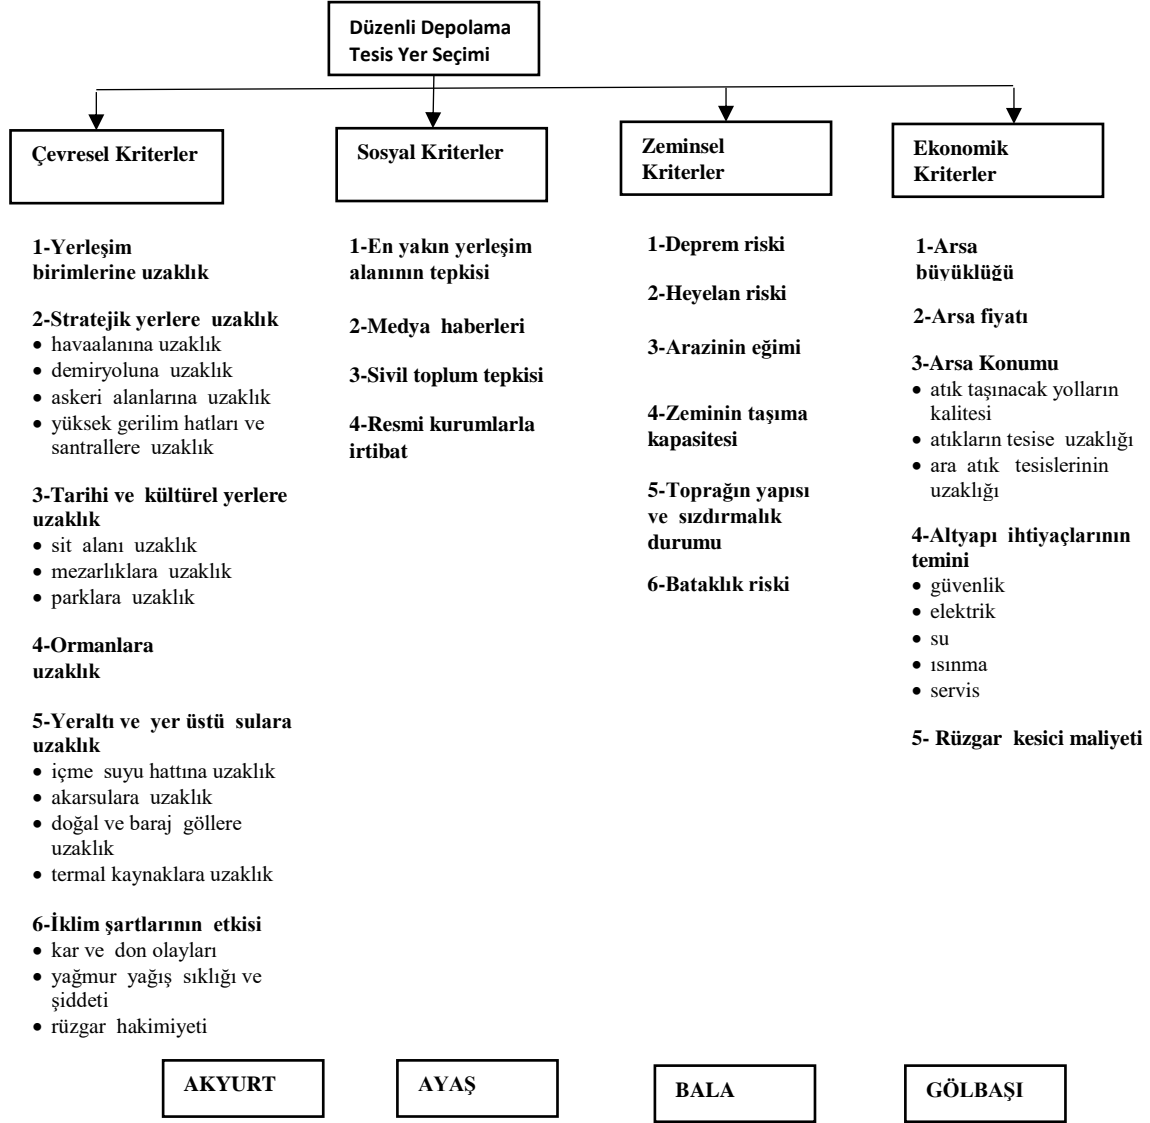 Düzenli Depolama
Tesis Yer Seçimi
Çevresel Kriterler
Sosyal Kriterler
Zeminsel
Kriterler
Ekonomik
Kriterler
1-Yerleşim
birimlerine uzaklık
2-Stratejik yerlere uzaklık
• havaalanına uzaklık
• demiryoluna uzaklık
• askeri alanlarına uzaklık
• yüksek gerilim hatları ve
santrallere uzaklık
3-Tarihi ve kültürel yerlere
uzaklık
• sit alanı uzaklık
• mezarlıklara uzaklık
• parklara uzaklık
4-Ormanlara
uzaklık
5-Yeraltı ve yer üstü sulara
uzaklık
• içme suyu hattına uzaklık
• akarsulara uzaklık
• doğal ve baraj göllere
uzaklık
• termal kaynaklara uzaklık
6-İklim şartlarının etkisi
• kar ve don olayları
• yağmur yağış sıklığı ve
şiddeti
• rüzgar hakimiyeti
1-En yakın yerleşim
alanının tepkisi
2-Medya haberleri
3-Sivil toplum tepkisi
4-Resmi kurumlarla
irtibat
1-Deprem riski
2-Heyelan riski
3-Arazinin eğimi
4-Zeminin taşıma
kapasitesi
5-Toprağın yapısı
ve sızdırmalık
durumu
6-Bataklık riski
1-Arsa
büyüklüğü
2-Arsa fiyatı
3-Arsa Konumu
• atık taşınacak yolların
kalitesi
• atıkların tesise uzaklığı
• ara atık tesislerinin
uzaklığı
4-Altyapı ihtiyaçlarının
temini
• güvenlik
• elektrik
• su
• ısınma
• servis
5- Rüzgar kesici maliyeti
AKYURT
AYAŞ
BALA
GÖLBAŞI